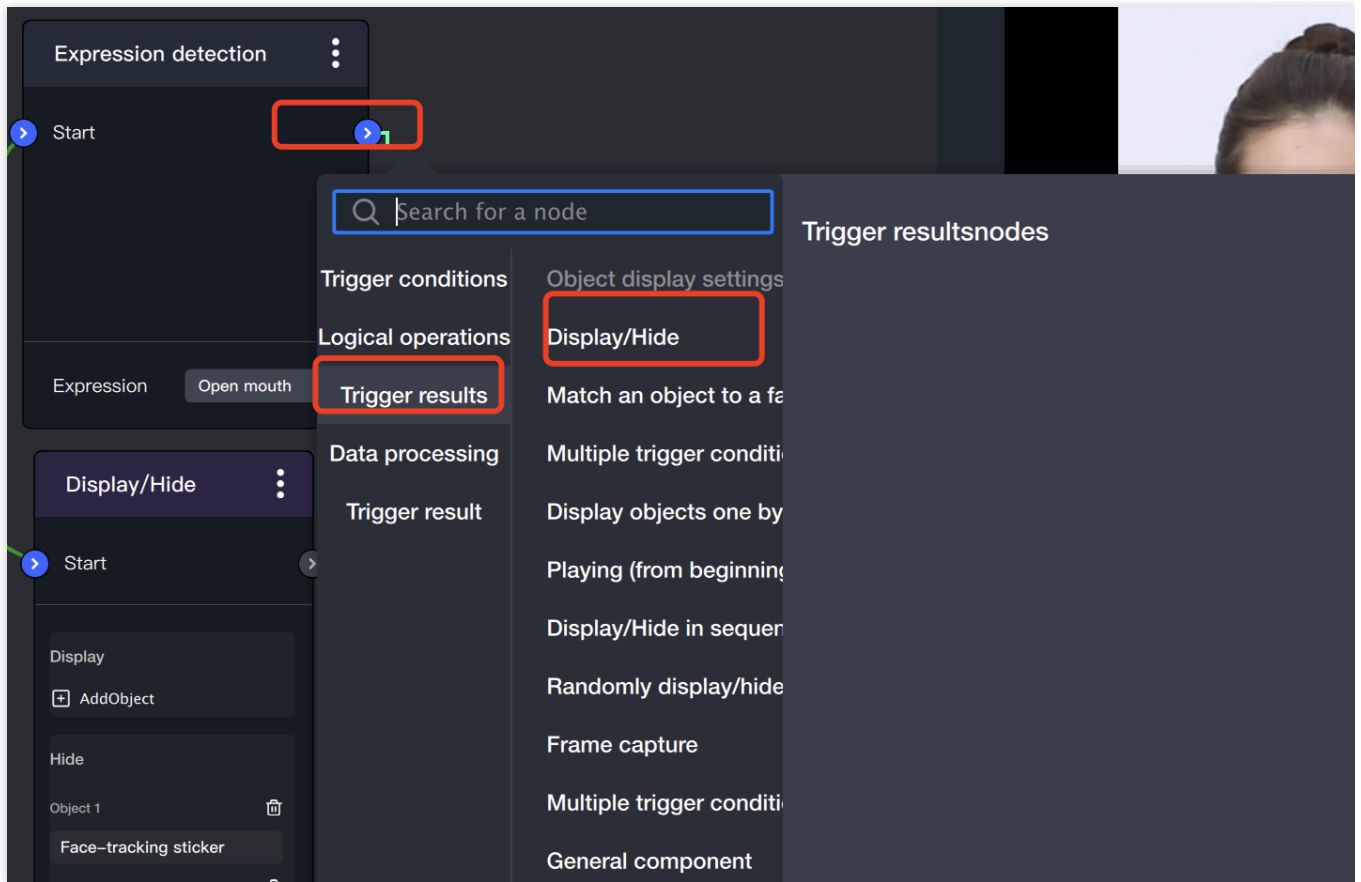 Expression detection
Start
Search for a node
Trigger resultsnodes
Trigger conditions
Logical operations
Trigger results
Data processing
Trigger result
Object display settings
Display/Hide
Match an object to a fa
Multiple trigger conditi
Display objects one by
Playing (from beginning
Display/Hide in sequen
Randomly display/hide
Frame capture
Multiple trigger conditi
General component
Expression
Open mouth
Display/Hide
Start
Display
AddObject
Hide
Object 1
Face-tracking sticker